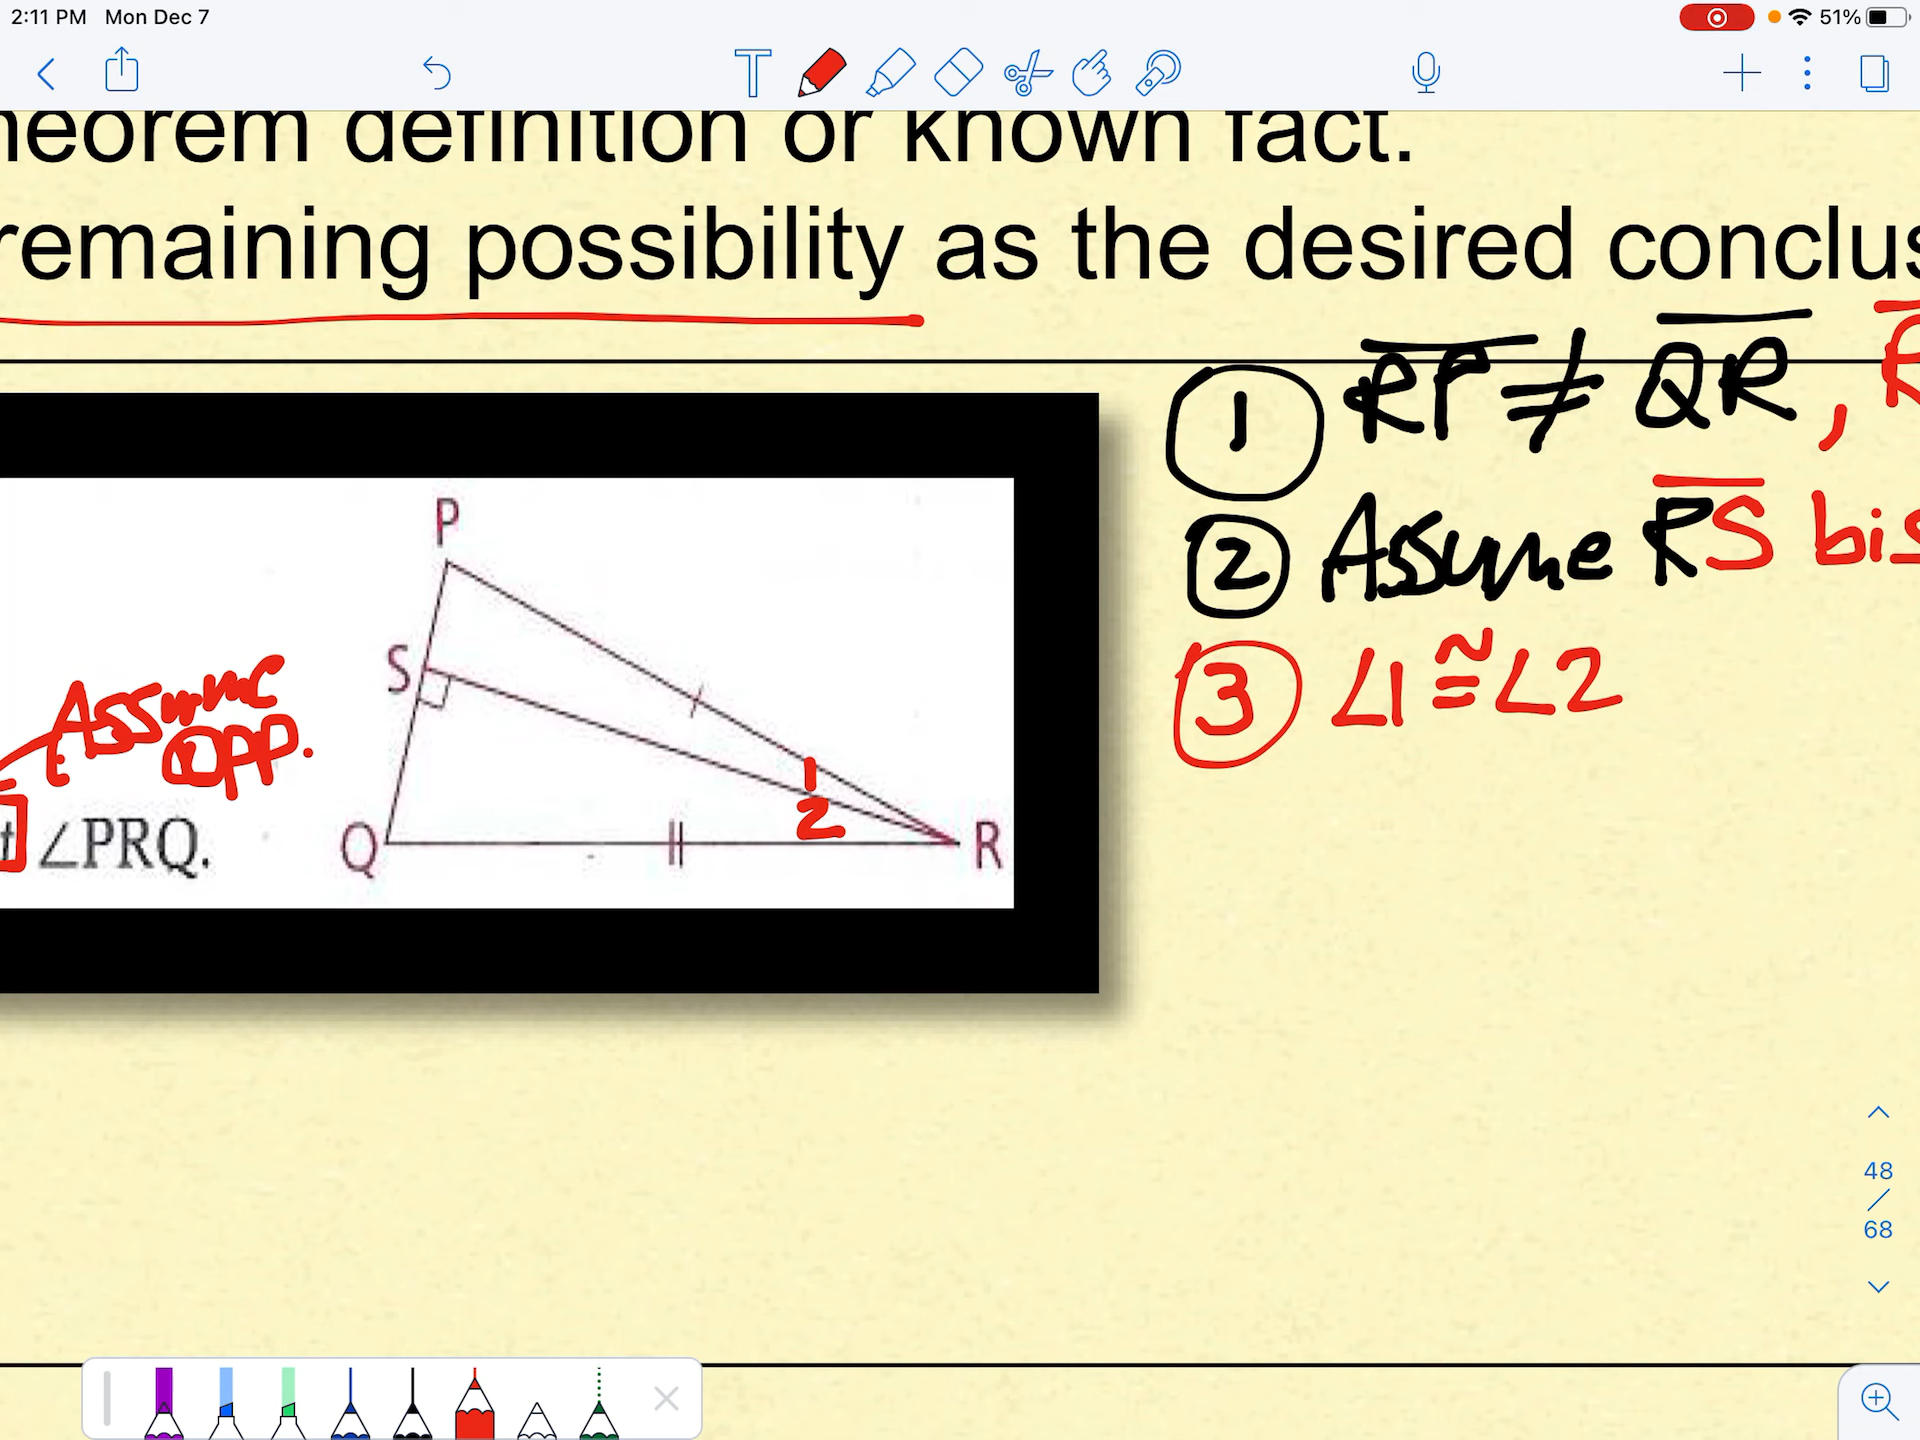 2:11 PM Mon Dec 7
51%
T
heorem definition or known fact.
remaining possibility as the desired conclus
① RP ≠ QR, R
② Assume RS bis
③ ∠1 ≅ ∠2
P
S
Assume
Opp.
1
2
t ∠PRQ.
Q
R
48
/
68